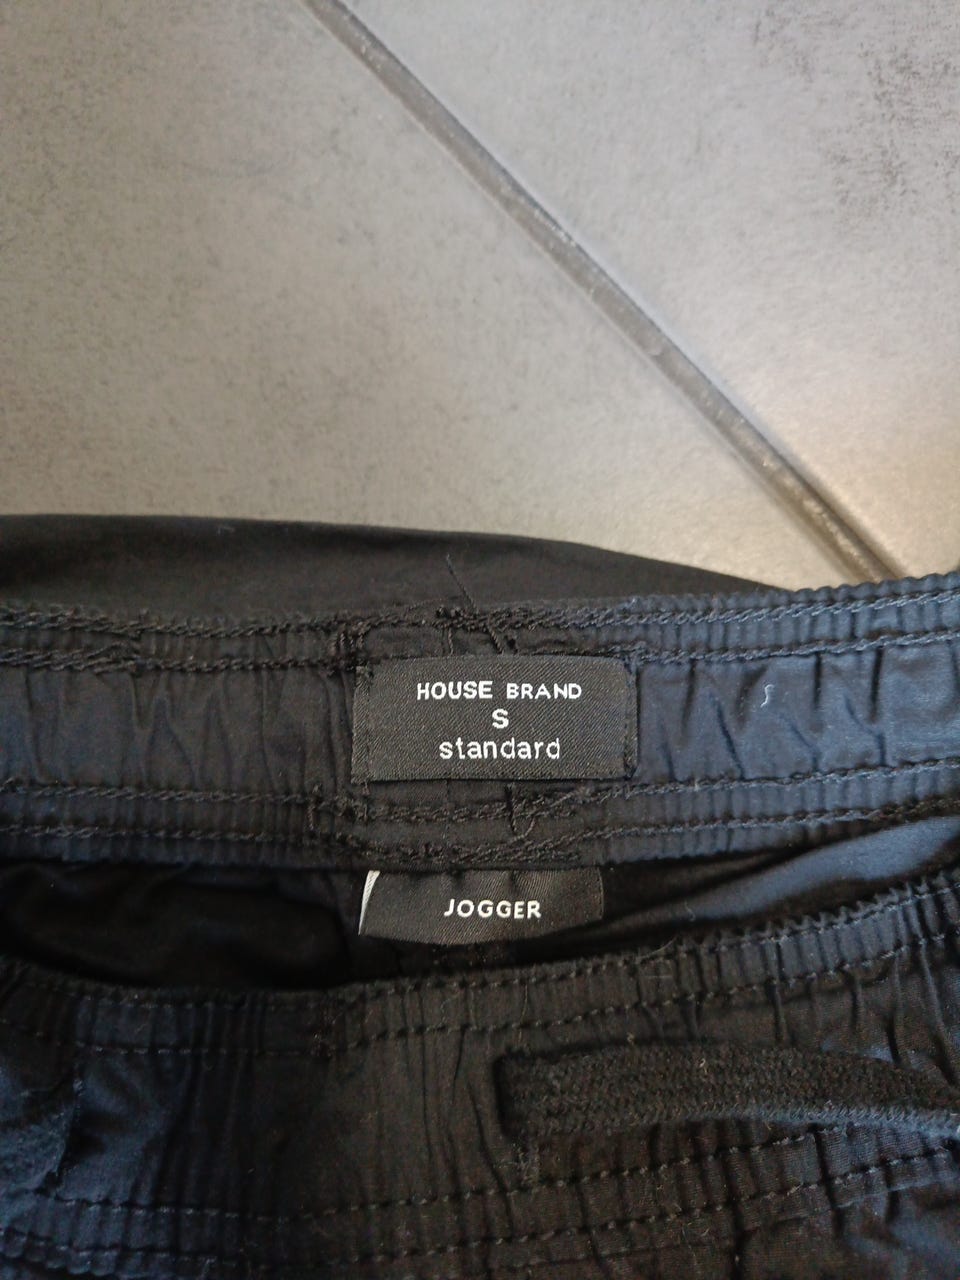 HOUSE BRAND
S
standard
JOGGER